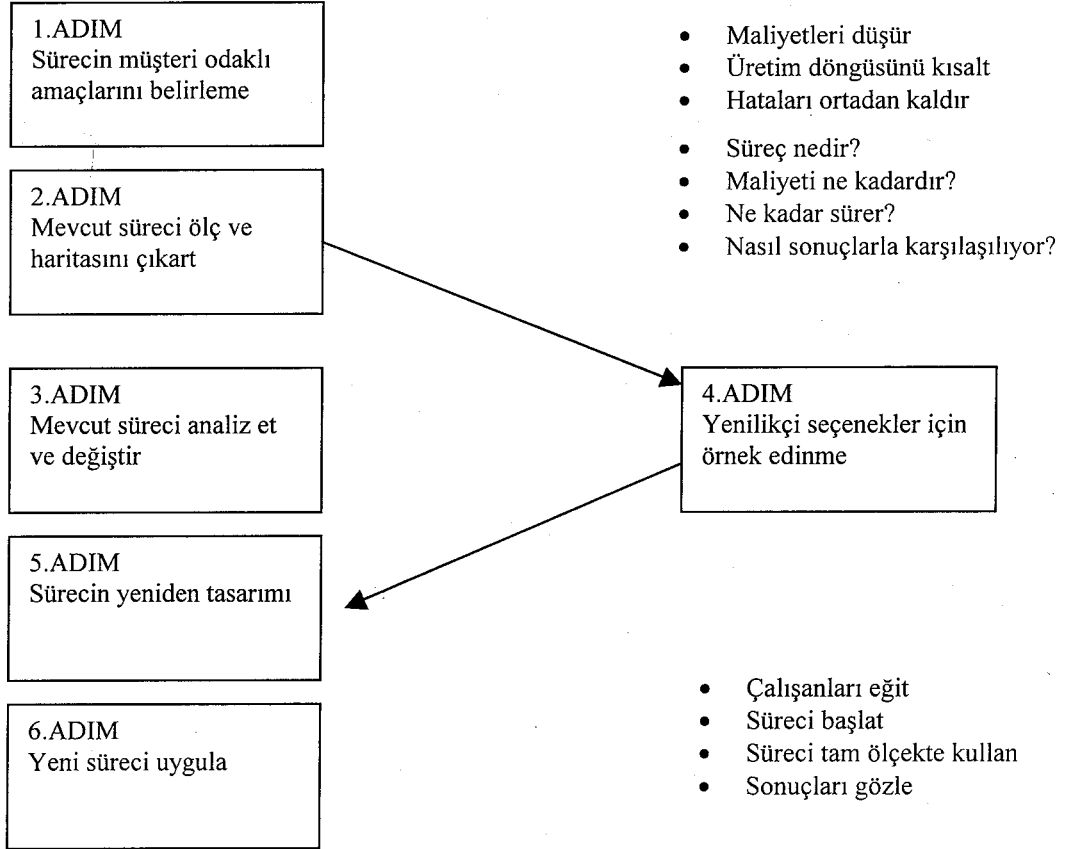 1.ADIM
Sürecin müşteri odaklı
amaçlarını belirleme
• Maliyetleri düşür
• Üretim döngüsünü kısalt
• Hataları ortadan kaldır
2.ADIM
Mevcut süreci ölç ve
haritasını çıkart
• Süreç nedir?
• Maliyeti ne kadardır?
• Ne kadar sürer?
• Nasıl sonuçlarla karşılaşılıyor?
3.ADIM
Mevcut süreci analiz et
ve değiştir
4.ADIM
Yenilikçi seçenekler için
örnek edinme
5.ADIM
Sürecin yeniden tasarımı
6.ADIM
Yeni süreci uygula
• Çalışanları eğit
• Süreci başlat
• Süreci tam ölçekte kullan
• Sonuçları gözle